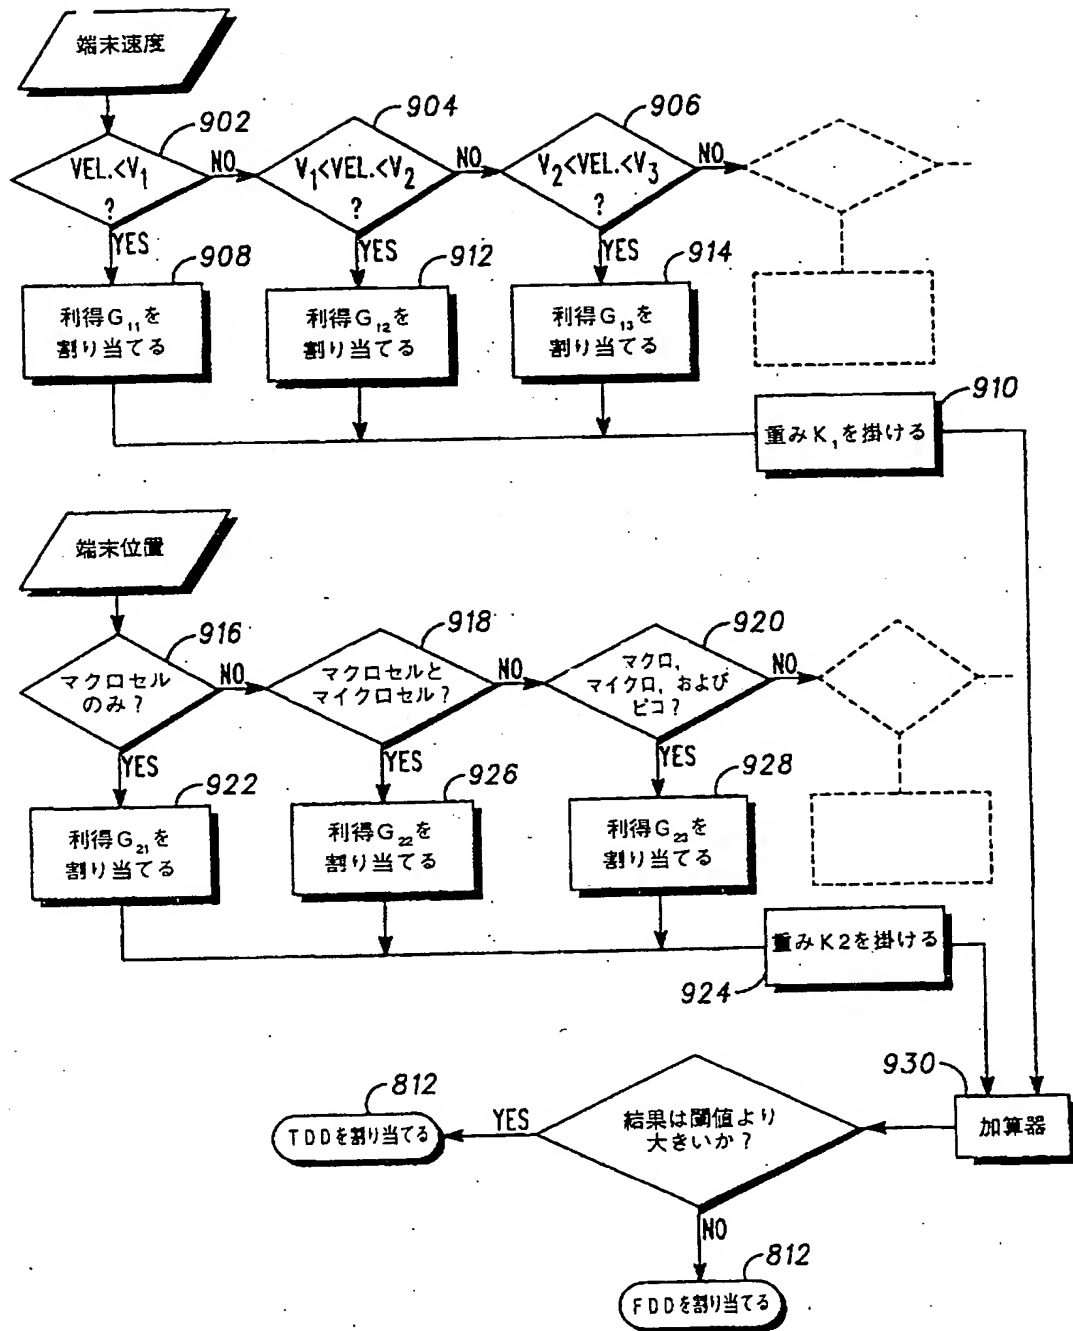 端末速度
902
904
906
VEL.<V1
?
NO
V1<VEL.<V2
?
NO
V2<VEL.<V3
?
NO
YES
YES
YES
908
912
914
利得G11を
割り当てる
利得G12を
割り当てる
利得G13を
割り当てる
910
重みK1を掛ける
端末位置
916
918
920
マクロセル
のみ?
NO
マクロセルと
マイクロセル?
NO
マクロ,
マイクロ, および
ピコ?
NO
YES
YES
YES
922
926
928
利得G21を
割り当てる
利得G22を
割り当てる
利得G23を
割り当てる
重みK2を掛ける
924
930
加算器
結果は閾値より
大きいか?
YES
812
TDDを割り当てる
NO
812
FDDを割り当てる